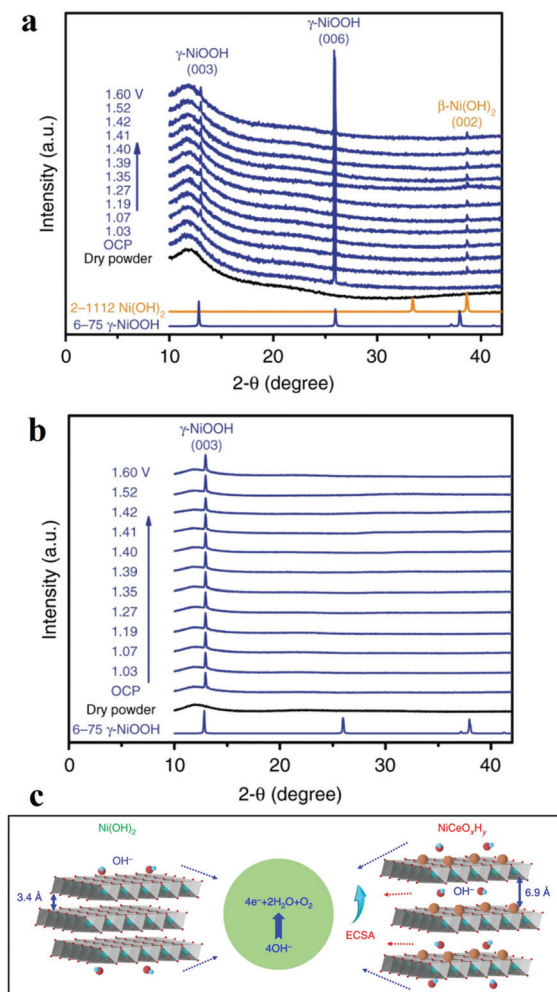 a
γ-NiOOH
(003)
γ-NiOOH
(006)
β-Ni(OH)₂
(002)
1.60 V
1.52
1.42
1.41
1.40
1.39
1.35
1.27
1.19
1.07
1.03
OCP
Dry powder
2–1112 Ni(OH)₂
6–75 γ-NiOOH
Intensity (a.u.)
0 10 20 30 40
2-θ (degree)
b
γ-NiOOH
(003)
1.60 V
1.52
1.42
1.41
1.40
1.39
1.35
1.27
1.19
1.07
1.03
OCP
Dry powder
6–75 γ-NiOOH
Intensity (a.u.)
0 10 20 30 40
2-θ (degree)
c
Ni(OH)₂
OH⁻
3.4 Å
4e⁻+2H₂O+O₂
4OH⁻
ECSA
NiCeOₓHᵧ
OH⁻
6.9 Å